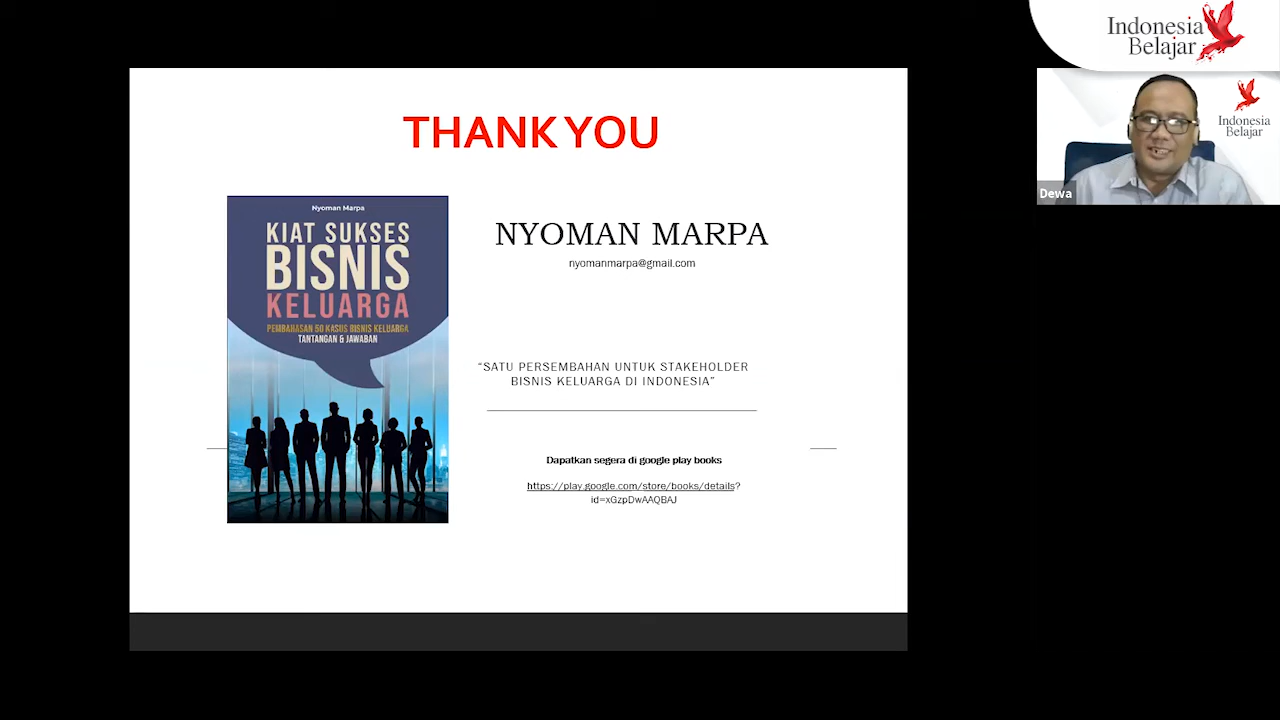 Indonesia
Belajar
THANK YOU
Nyoman Marpa
KIAT SUKSES
BISNIS
KELUARGA
PEMBAHASAN 50 KASUS BISNIS KELUARGA
TANTANGAN & JAWABAN
NYOMAN MARPA
nyomanmarpa@gmail.com
“SATU PERSEMBAHAN UNTUK STAKEHOLDER
BISNIS KELUARGA DI INDONESIA”
Dapatkan segera di google play books
https://play.google.com/store/books/details?
id=xGzpDwAAQBAJ
Indonesia
Belajar
Dewa